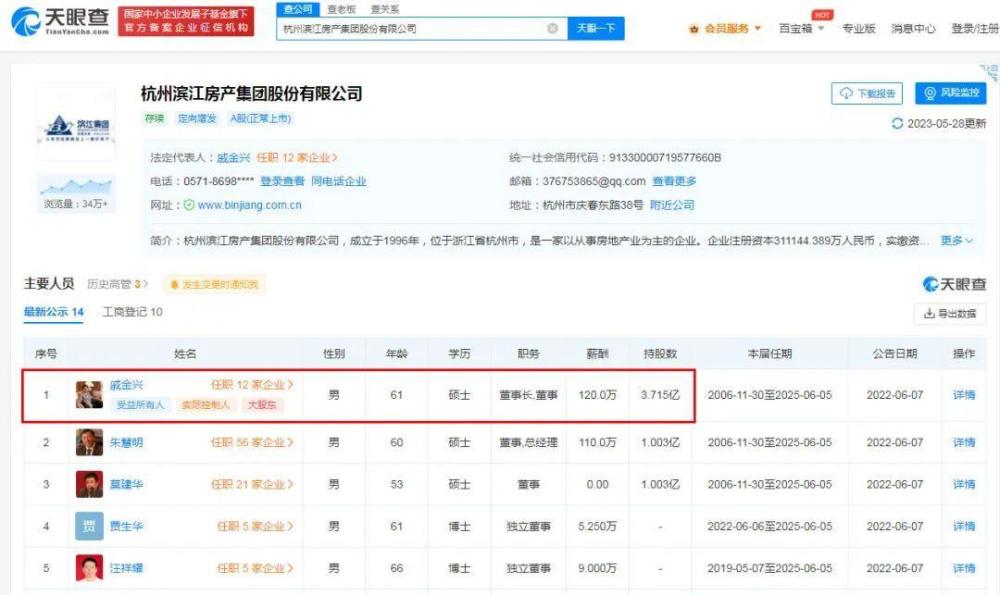 天眼查
TianYanCha.com
国家中小企业发展子基金旗下
官方备案企业征信机构
查公司 查老板 查关系
杭州滨江房产集团股份有限公司 天眼一下
会员服务 百宝箱 HOT 专业版 消息中心 登录/注册
滨江集团
杭州滨江房产集团股份有限公司
下载报告 风险监控
存续 定向增发 A股(正常上市)
2023-05-28更新
浏览量：34万+
法定代表人：戚金兴 任职 12 家企业> 统一社会信用代码：91330000719577660B
电话：0571-8698**** 登录查看 同电话企业 邮箱：376753865@qq.com 查看更多
网址：www.binjiang.com.cn 地址：杭州市庆春东路38号 附近公司
简介：杭州滨江房产集团股份有限公司，成立于1996年，位于浙江省杭州市，是一家以从事房地产业为主的企业。企业注册资本311144.389万人民币，实缴资... 更多
主要人员 历史高管 3 > 发生变更时通知我 天眼查
最新公示 14 工商登记 10 导出数据
序号 姓名 性别 年龄 学历 职务 薪酬 持股数 本届任期 公告日期 操作
1 戚金兴 任职 12 家企业> 男 61 硕士 董事长,董事 120.0万 3.715亿 2006-11-30至2025-06-05 2022-06-07 详情
受益所有人 实际控制人 大股东
2 朱慧明 任职 56 家企业> 男 60 硕士 董事,总经理 110.0万 1.003亿 2006-11-30至2025-06-05 2022-06-07 详情
3 莫建华 任职 21 家企业> 男 53 硕士 董事 0.00 1.003亿 2006-11-30至2025-06-05 2022-06-07 详情
4 贾 贾生华 任职 5 家企业> 男 61 博士 独立董事 5.250万 - 2022-06-06至2025-06-05 2022-06-07 详情
5 汪祥耀 任职 5 家企业> 男 66 博士 独立董事 9.000万 - 2019-05-07至2025-06-05 2022-06-07 详情